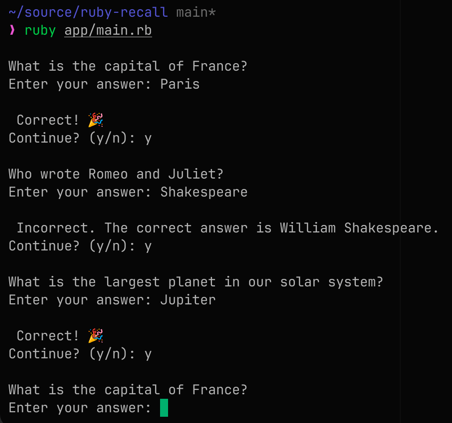 ~/source/ruby-recall main*
❯ ruby app/main.rb
What is the capital of France?
Enter your answer: Paris
Correct! 🎉
Continue? (y/n): y
Who wrote Romeo and Juliet?
Enter your answer: Shakespeare
Incorrect. The correct answer is William Shakespeare.
Continue? (y/n): y
What is the largest planet in our solar system?
Enter your answer: Jupiter
Correct! 🎉
Continue? (y/n): y
What is the capital of France?
Enter your answer: